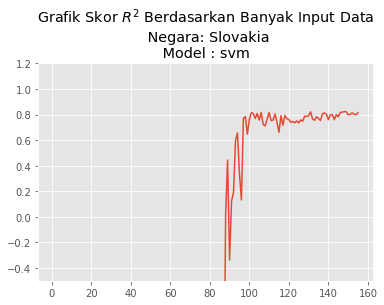 Grafik Skor R² Berdasarkan Banyak Input Data
Negara: Slovakia
Model : svm
1.2
1.0
0.8
0.6
0.4
0.2
0.0
−0.2
−0.4
0 20 40 60 80 100 120 140 160